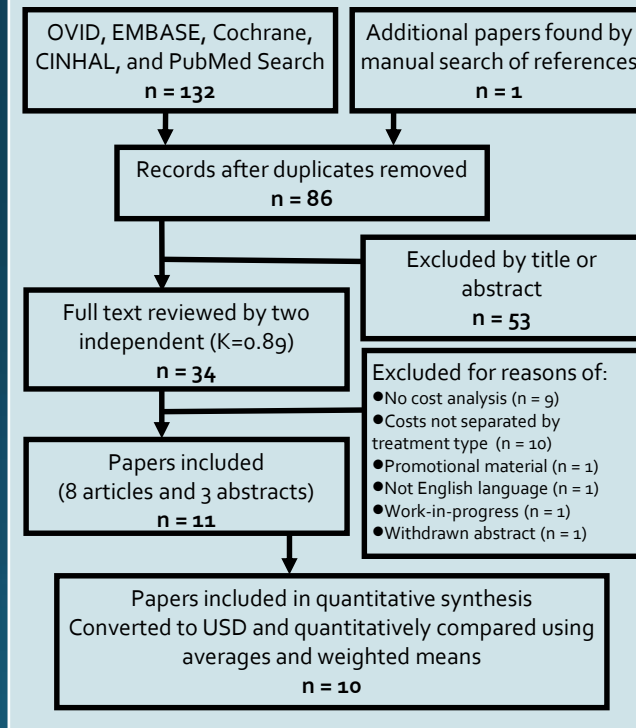 OVID, EMBASE, Cochrane,
CINHAL, and PubMed Search
n = 132
Additional papers found by
manual search of references
n = 1
Records after duplicates removed
n = 86
Excluded by title or
abstract
n = 53
Full text reviewed by two
independent (K=0.89)
n = 34
Excluded for reasons of:
●No cost analysis (n = 9)
●Costs not separated by
treatment type (n = 10)
●Promotional material (n = 1)
●Not English language (n = 1)
●Work-in-progress (n = 1)
●Withdrawn abstract (n = 1)
Papers included
(8 articles and 3 abstracts)
n = 11
Papers included in quantitative synthesis
Converted to USD and quantitatively compared using
averages and weighted means
n = 10